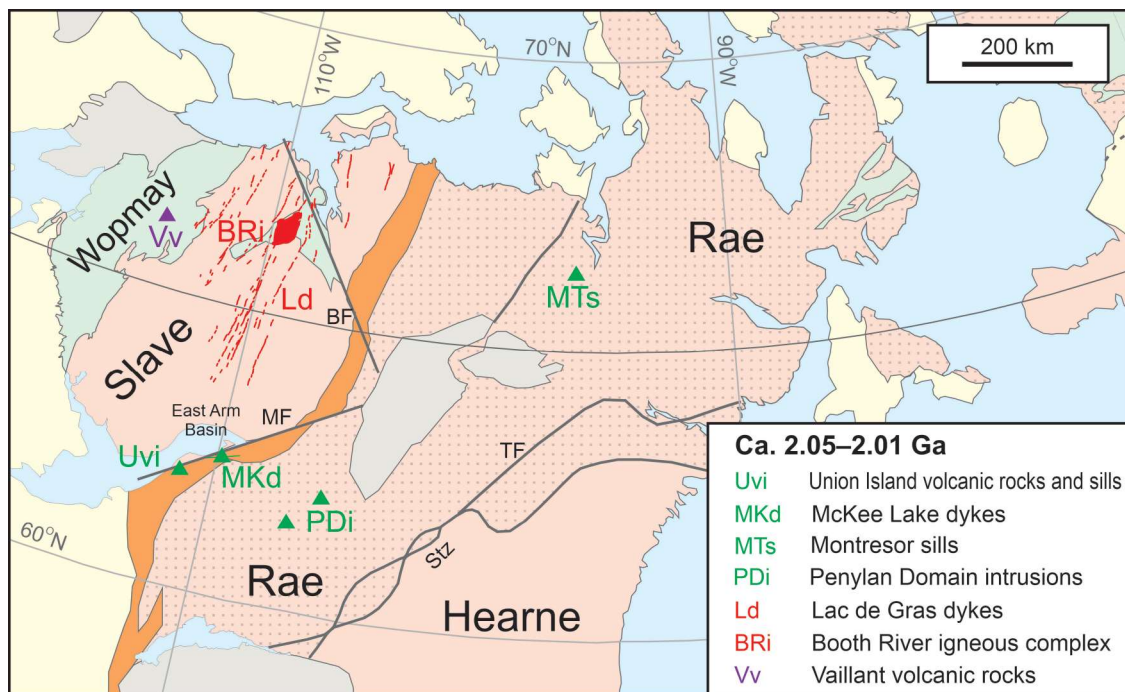 110°W
70°N
90°W
200 km
Wopmay
Vv
BRi
Rae
MTs
Ld
BF
Slave
East Arm
Basin
MF
Uvi
MKd
TF
PDi
60°N
Stz
Rae
Hearne
Ca. 2.05–2.01 Ga
Uvi Union Island volcanic rocks and sills
MKd McKee Lake dykes
MTs Montresor sills
PDi Penylan Domain intrusions
Ld Lac de Gras dykes
BRi Booth River igneous complex
Vv Vaillant volcanic rocks